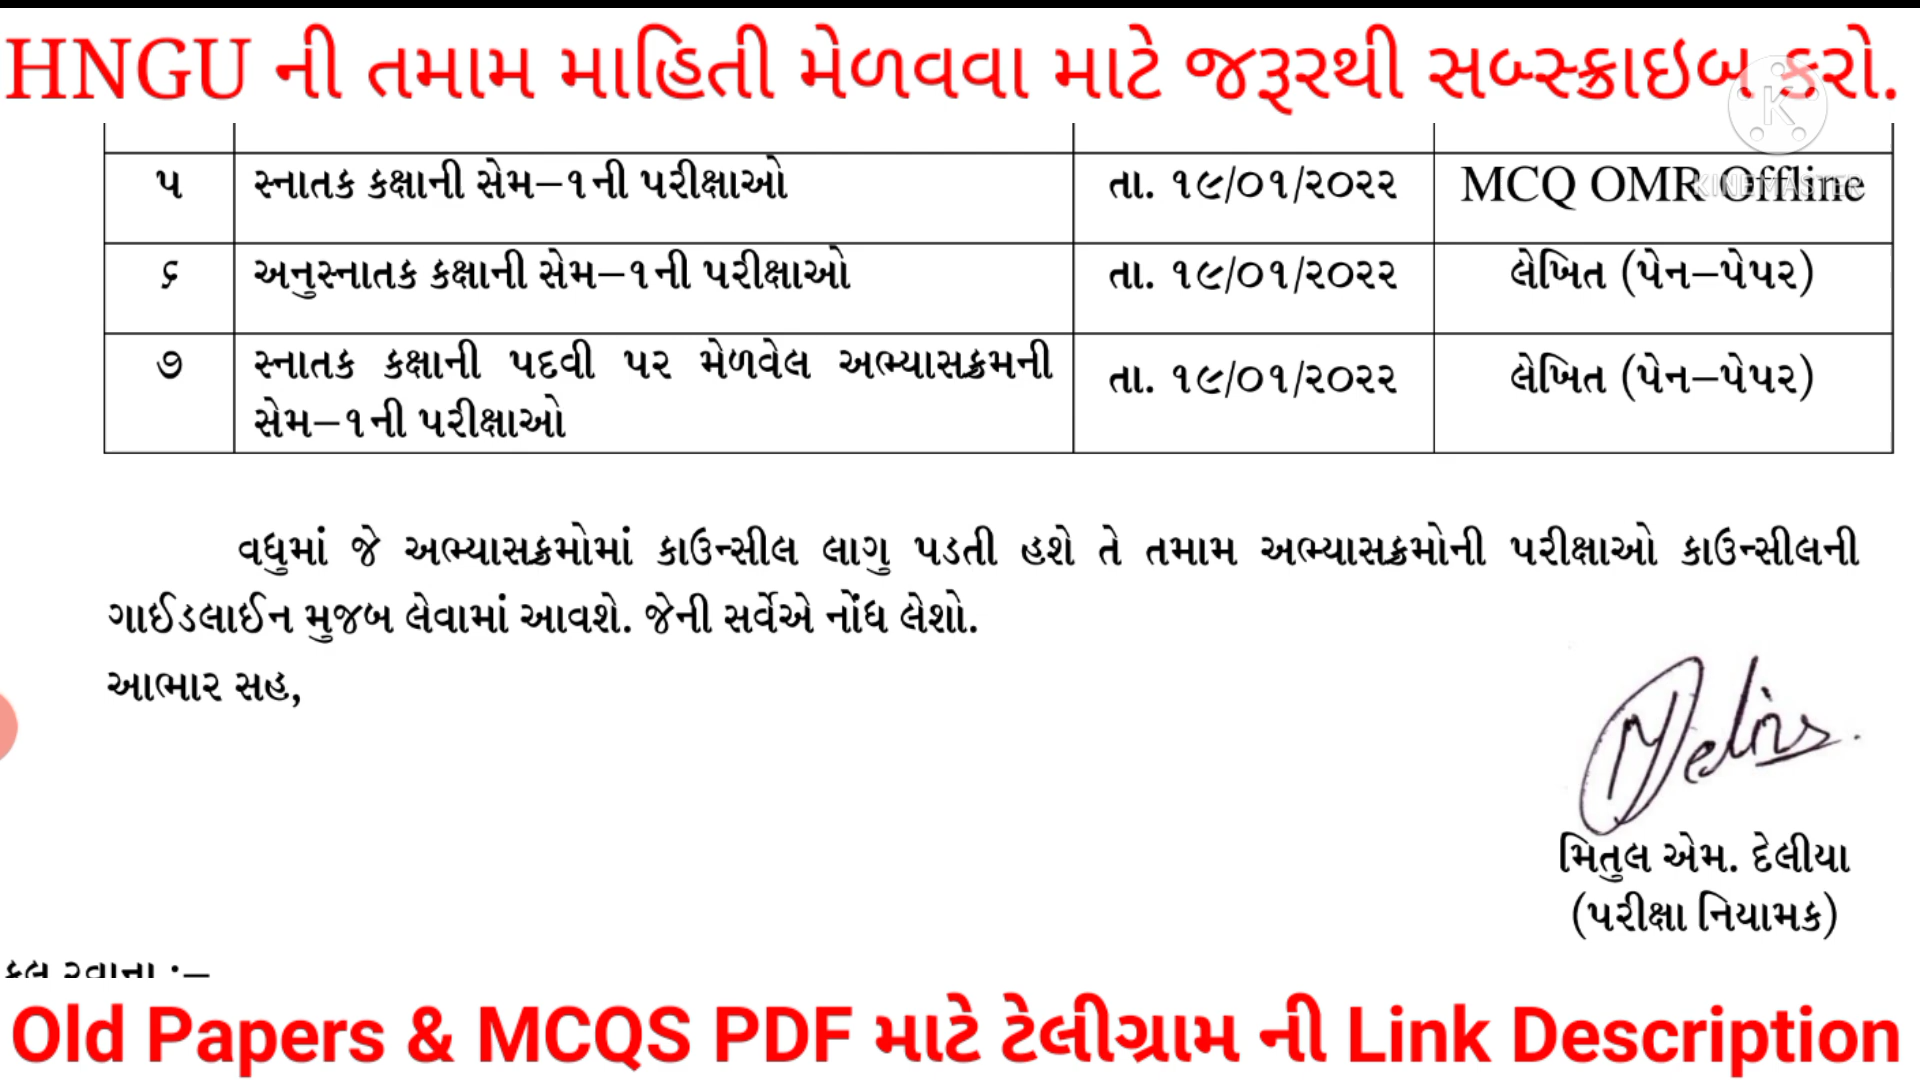 HNGU ની તમામ માહિતી મેળવવા માટે જરૂરથી સબ્સ્ક્રાઇબ કરો.
KINEMASTER
૫ સ્નાતક કક્ષાની સેમ–૧ની પરીક્ષાઓ તા. ૧૯/૦૧/૨૦૨૨ MCQ OMR Offline
૬ અનુસ્નાતક કક્ષાની સેમ–૧ની પરીક્ષાઓ તા. ૧૯/૦૧/૨૦૨૨ લેખિત (પેન–પેપર)
૭ સ્નાતક કક્ષાની પદવી પર મેળવેલ અભ્યાસક્રમની તા. ૧૯/૦૧/૨૦૨૨ લેખિત (પેન–પેપર)
સેમ–૧ની પરીક્ષાઓ
વધુમાં જે અભ્યાસક્રમોમાં કાઉન્સીલ લાગુ પડતી હશે તે તમામ અભ્યાસક્રમોની પરીક્ષાઓ કાઉન્સીલની
ગાઈડલાઈન મુજબ લેવામાં આવશે. જેની સર્વેએ નોંધ લેશો.
આભાર સહ,
મિતુલ એમ. દેલીયા
(પરીક્ષા નિયામક)
રવાના :–
Old Papers & MCQS PDF માટે ટેલીગ્રામ ની Link Description